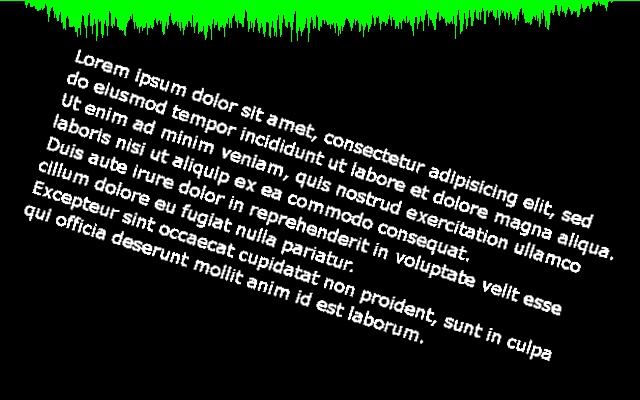 Lorem ipsum dolor sit amet, consectetur adipisicing elit, sed
do eiusmod tempor incididunt ut labore et dolore magna aliqua.
Ut enim ad minim veniam, quis nostrud exercitation ullamco
laboris nisi ut aliquip ex ea commodo consequat.
Duis aute irure dolor in reprehenderit in voluptate velit esse
cillum dolore eu fugiat nulla pariatur.
Excepteur sint occaecat cupidatat non proident, sunt in culpa
qui officia deserunt mollit anim id est laborum.